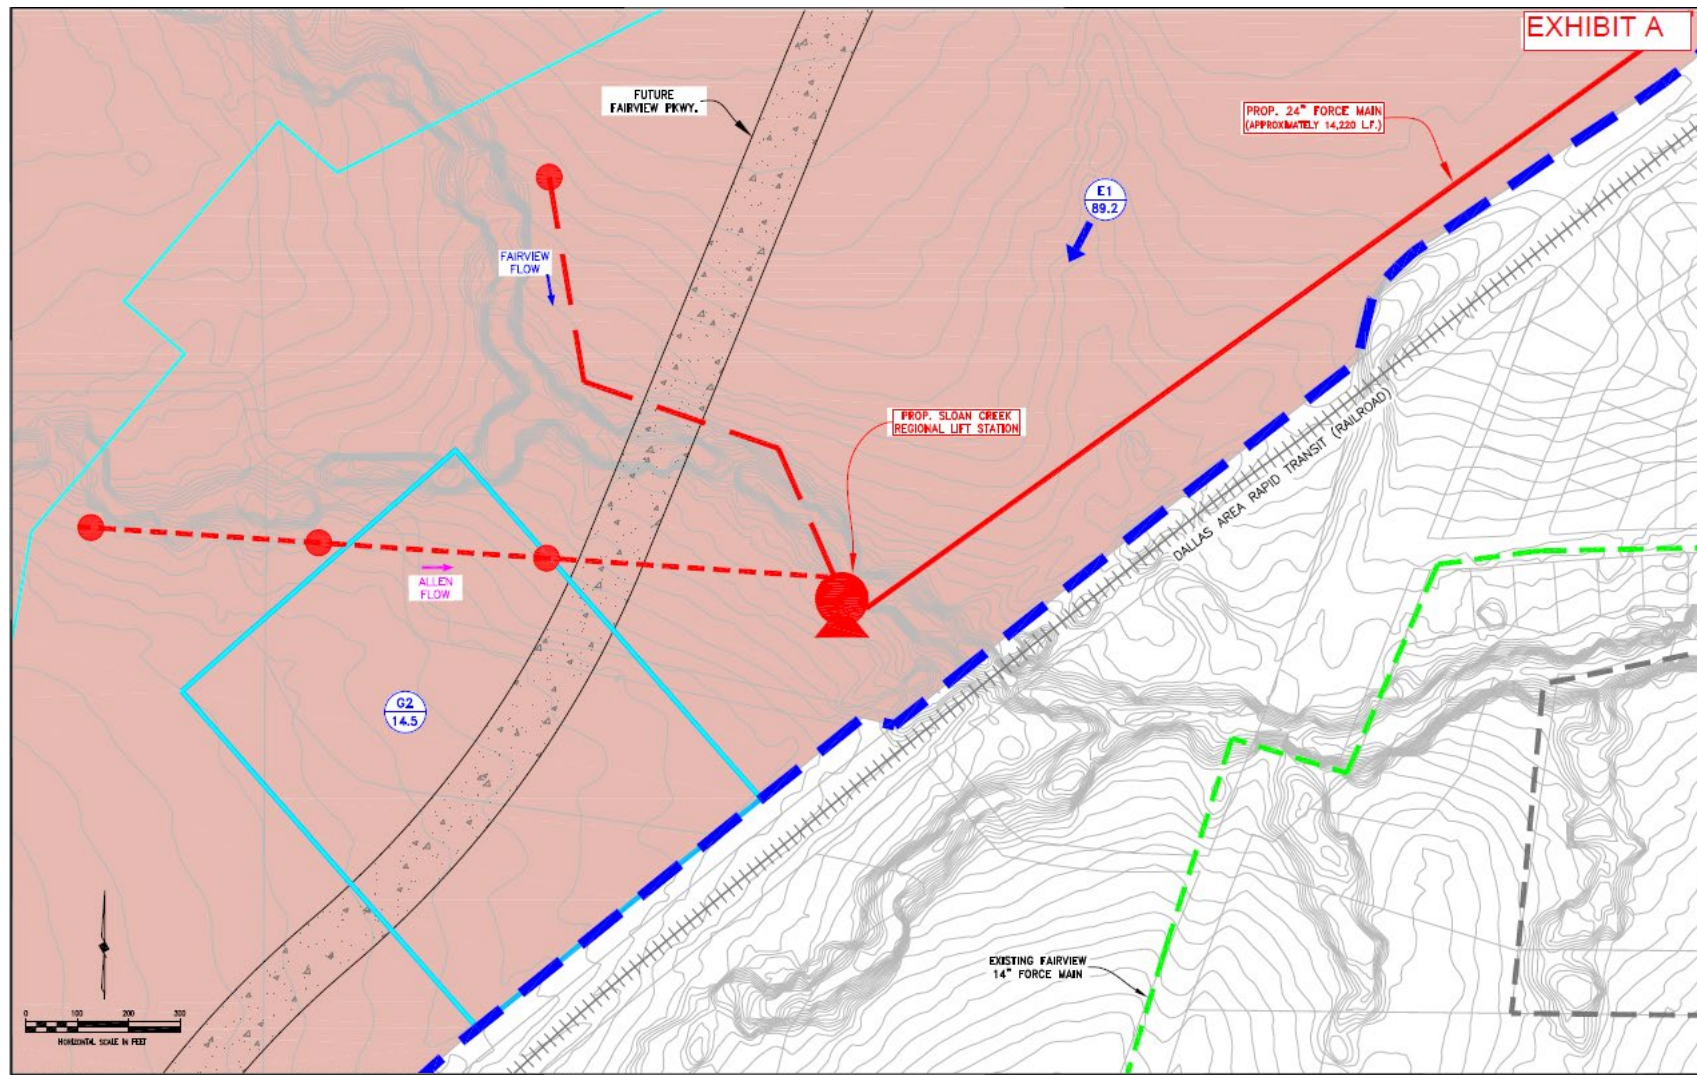 EXHIBIT A
FUTURE
FAIRVIEW PKWY.
PROP. 24" FORCE MAIN
(APPROXIMATELY 14,220 L.F.)
E1
89.2
FAIRVIEW
FLOW
PROP. SLOAN CREEK
REGIONAL LIFT STATION
DALLAS AREA RAPID TRANSIT (RAILROAD)
ALLEN
FLOW
G2
14.5
EXISTING FAIRVIEW
14" FORCE MAIN
0 100 200 300
HORIZONTAL SCALE IN FEET